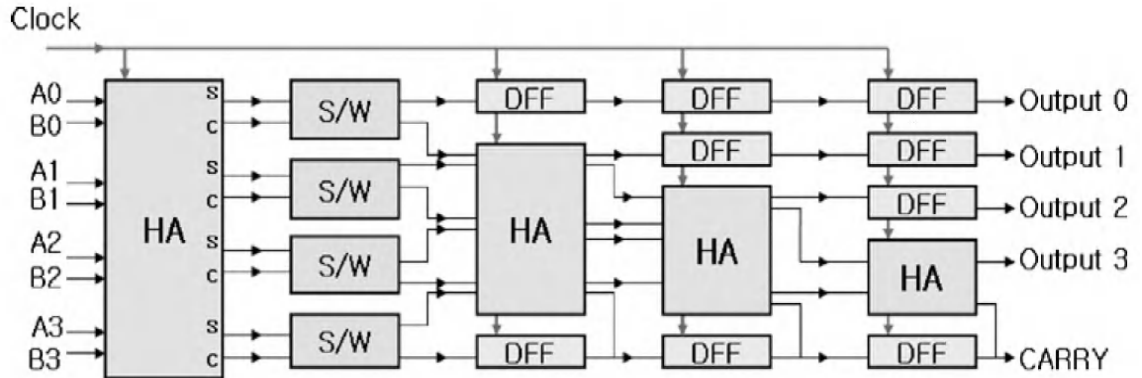 Clock
A0
B0
A1
B1
A2
B2
A3
B3
HA
S
C
S
C
S
C
S
C
S/W
S/W
S/W
S/W
DFF
HA
DFF
DFF
DFF
HA
DFF
DFF
DFF
DFF
HA
DFF
Output 0
Output 1
Output 2
Output 3
CARRY